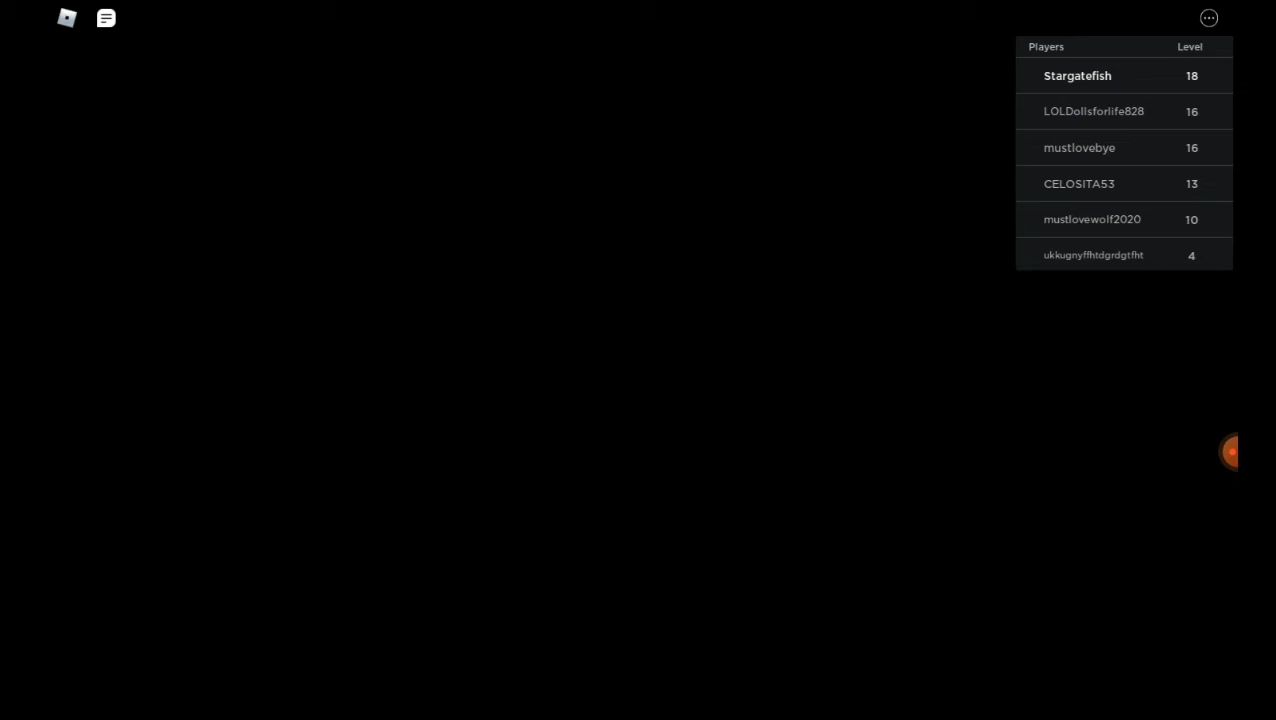 Players Level
Stargatefish 18
LOLDollsforlife828 16
mustlovebye 16
CELOSITA53 13
mustlovewolf2020 10
ukkugnyffhtdgrdgtfht 4